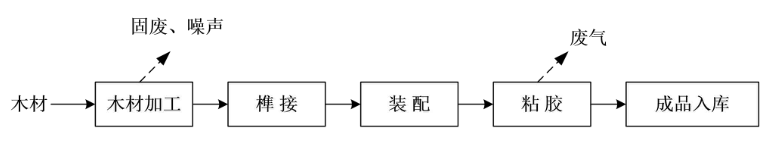 固废、噪声
废气
木材
木材加工
榫 接
装 配
粘 胶
成品入库